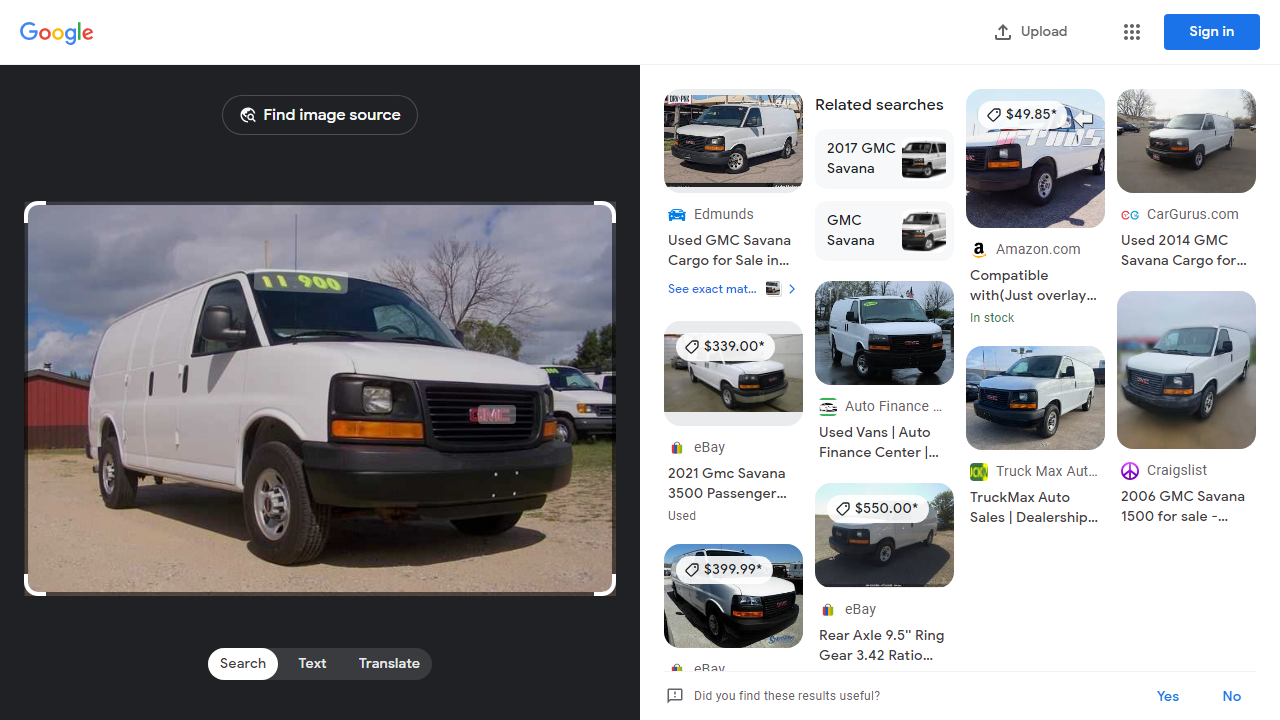 Google
Upload
Sign in
Find image source
11 900
GMC
Search
Text
Translate
Edmunds
Used GMC Savana
Cargo for Sale in...
See exact mat...
$339.00*
eBay
2021 Gmc Savana
3500 Passenger...
Used
$399.99*
eBay
Related searches
2017 GMC
Savana
GMC
Savana
Auto Finance ...
Used Vans | Auto
Finance Center |...
$550.00*
eBay
Rear Axle 9.5'' Ring
Gear 3.42 Ratio...
$49.85*
Amazon.com
Compatible
with(Just overlay...
In stock
Truck Max Aut...
TruckMax Auto
Sales | Dealership...
CarGurus.com
Used 2014 GMC
Savana Cargo for...
Craigslist
2006 GMC Savana
1500 for sale -...
Did you find these results useful?
Yes
No